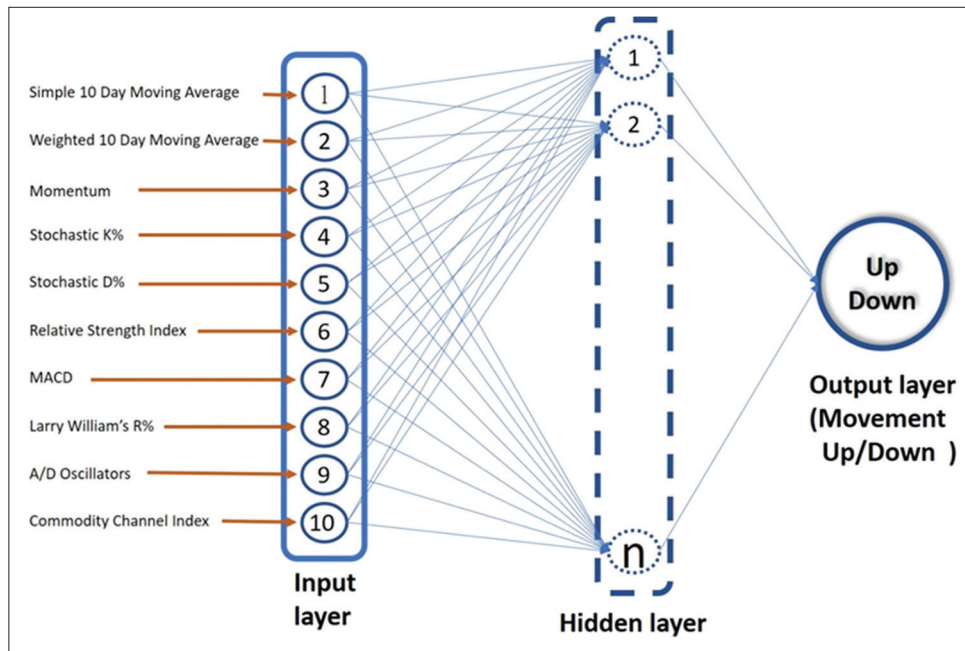 Simple 10 Day Moving Average
Weighted 10 Day Moving Average
Momentum
Stochastic K%
Stochastic D%
Relative Strength Index
MACD
Larry William's R%
A/D Oscillators
Commodity Channel Index
1
2
3
4
5
6
7
8
9
10
Input
layer
1
2
n
Hidden layer
Up
Down
Output layer
(Movement
Up/Down )